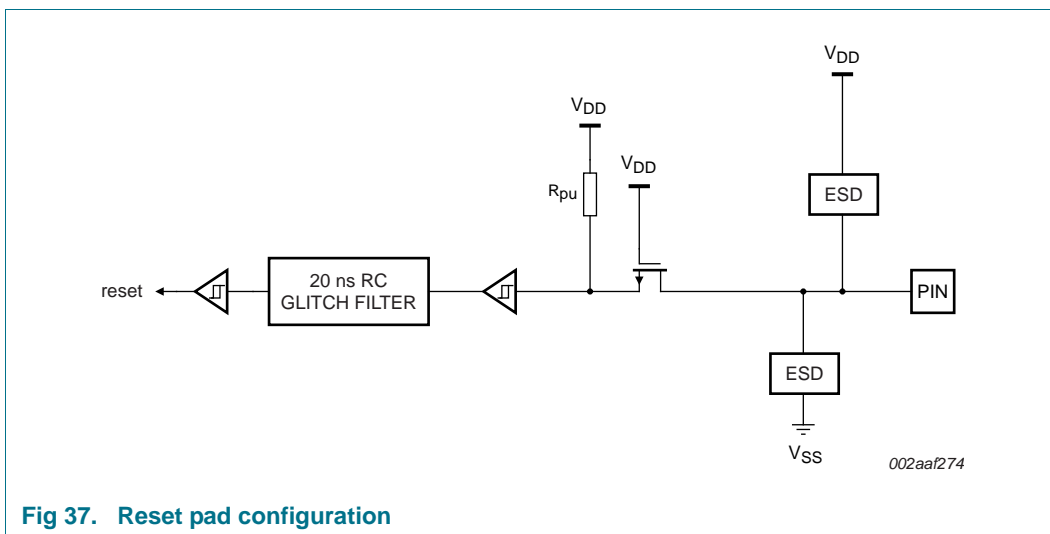 VDD
VDD
VDD
Rpu
ESD
reset
20 ns RC
GLITCH FILTER
PIN
ESD
VSS
002aaf274
Fig 37. Reset pad configuration